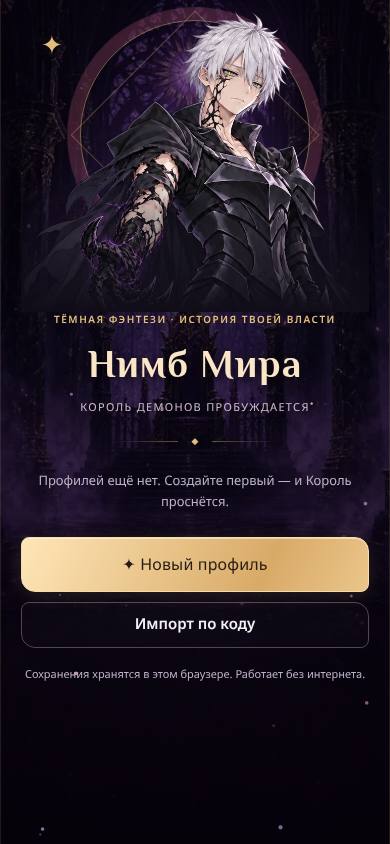 ТЁМНАЯ ФЭНТЕЗИ · ИСТОРИЯ ТВОЕЙ ВЛАСТИ
Нимб Мира
КОРОЛЬ ДЕМОНОВ ПРОБУЖДАЕТСЯ
Профилей ещё нет. Создайте первый — и Король
проснётся.
✦ Новый профиль
Импорт по коду
Сохранения хранятся в этом браузере. Работает без интернета.